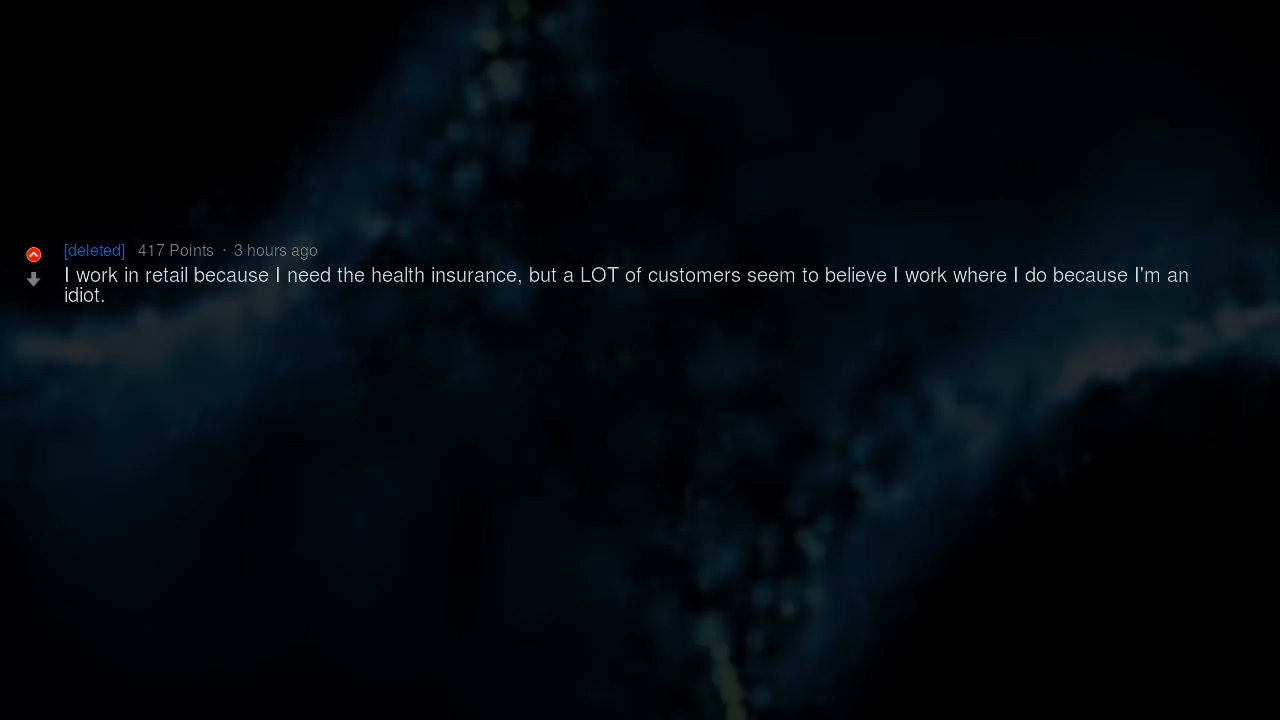 [deleted] 417 Points · 3 hours ago
I work in retail because I need the health insurance, but a LOT of customers seem to believe I work where I do because I'm an
idiot.